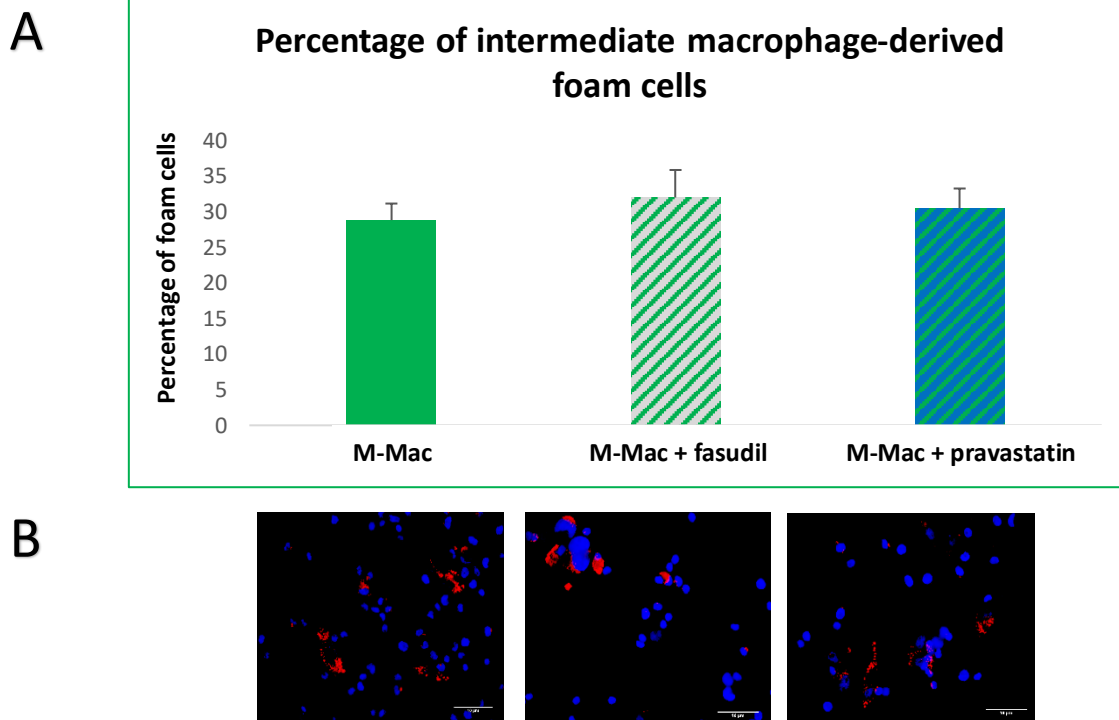 A
Percentage of intermediate macrophage-derived
foam cells
Percentage of foam cells
40
35
30
25
20
15
10
5
0
M-Mac
M-Mac + fasudil
M-Mac + pravastatin
B